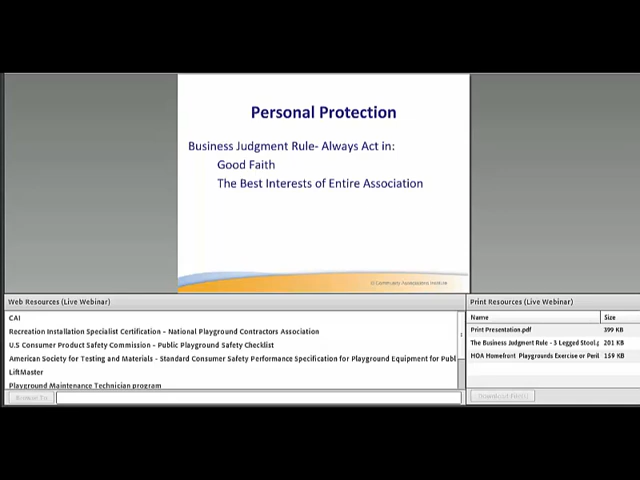 Personal Protection
Business Judgment Rule- Always Act in:
Good Faith
The Best Interests of Entire Association
Web Resources (Live Webinar)
CAI
Recreation Installation Specialist Certification - National Playground Contractors Association
U.S Consumer Product Safety Commission - Public Playground Safety Checklist
American Society for Testing and Materials - Standard Consumer Safety Performance Specification for Playground Equipment for Publ
LiftMaster
Playground Maintenance Technician program
Browse To
Print Resources (Live Webinar)
Name Size
Print Presentation.pdf 399 KB
The Business Judgment Rule - 3 Legged Stool.p 201 KB
HOA Homefront Playgrounds Exercise or Peril 159 KB
Download File(s)